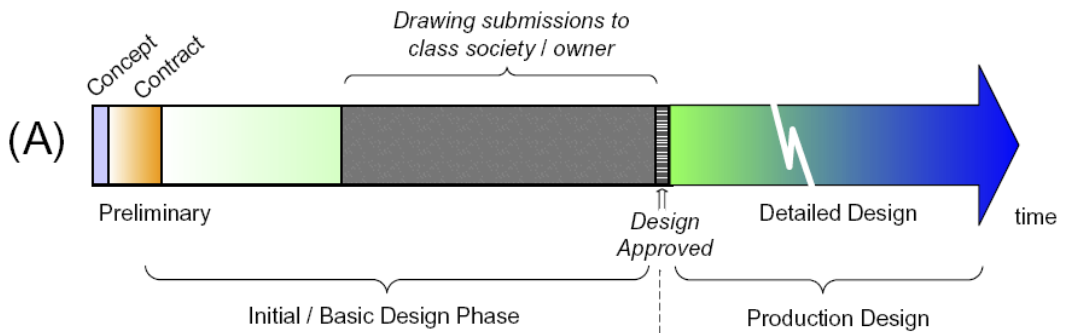 Drawing submissions to
class society / owner
Concept
Contract
(A)
Preliminary
Design
Approved
Detailed Design
time
Initial / Basic Design Phase
Production Design